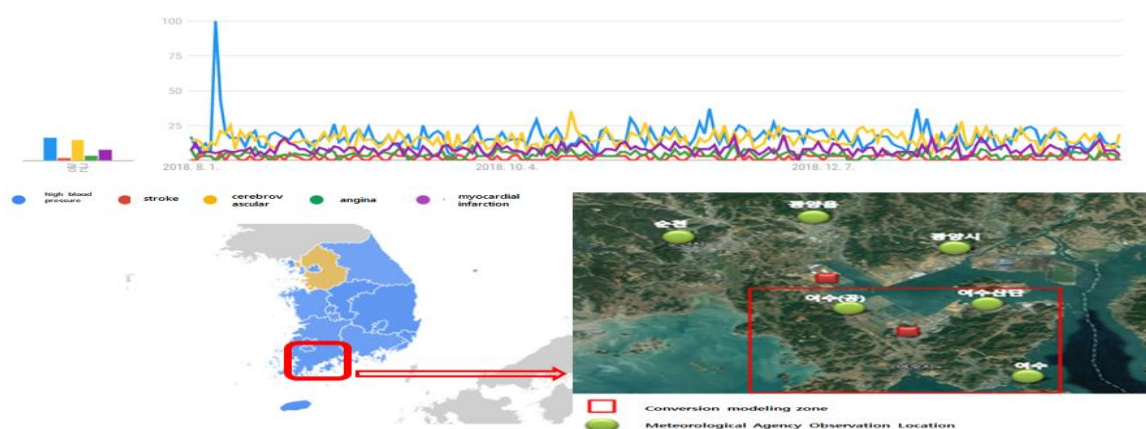 100
75
50
25
평균
2018. 8. 1.
2018. 10. 4.
2018. 12. 7.
high blood
pressure
stroke
cerebrov
ascular
angina
myocardial
infarction
순천
광양읍
광양시
여수(공)
여수산단
여수
Conversion modeling zone
Meteorological Agency Observation Location